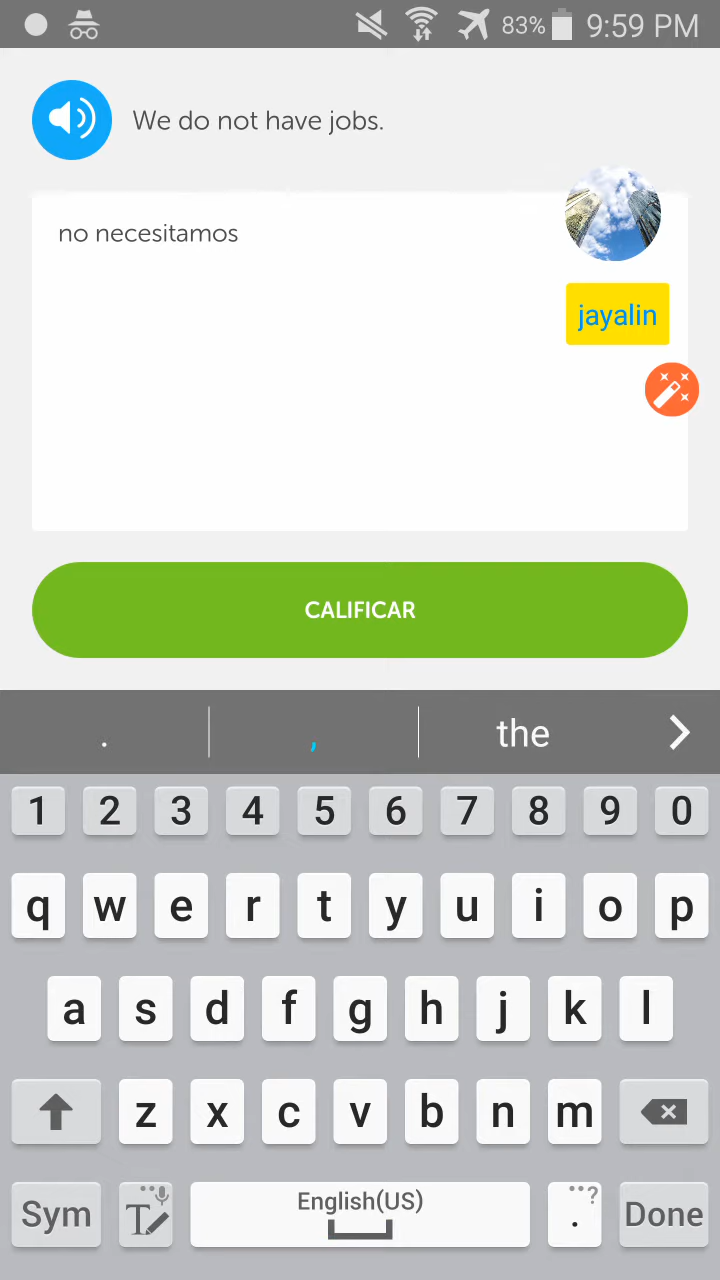 83% 9:59 PM
We do not have jobs.
no necesitamos
jayalin
CALIFICAR
. , the
1 2 3 4 5 6 7 8 9 0
q w e r t y u i o p
a s d f g h j k l
z x c v b n m
Sym T English(US) . ? Done